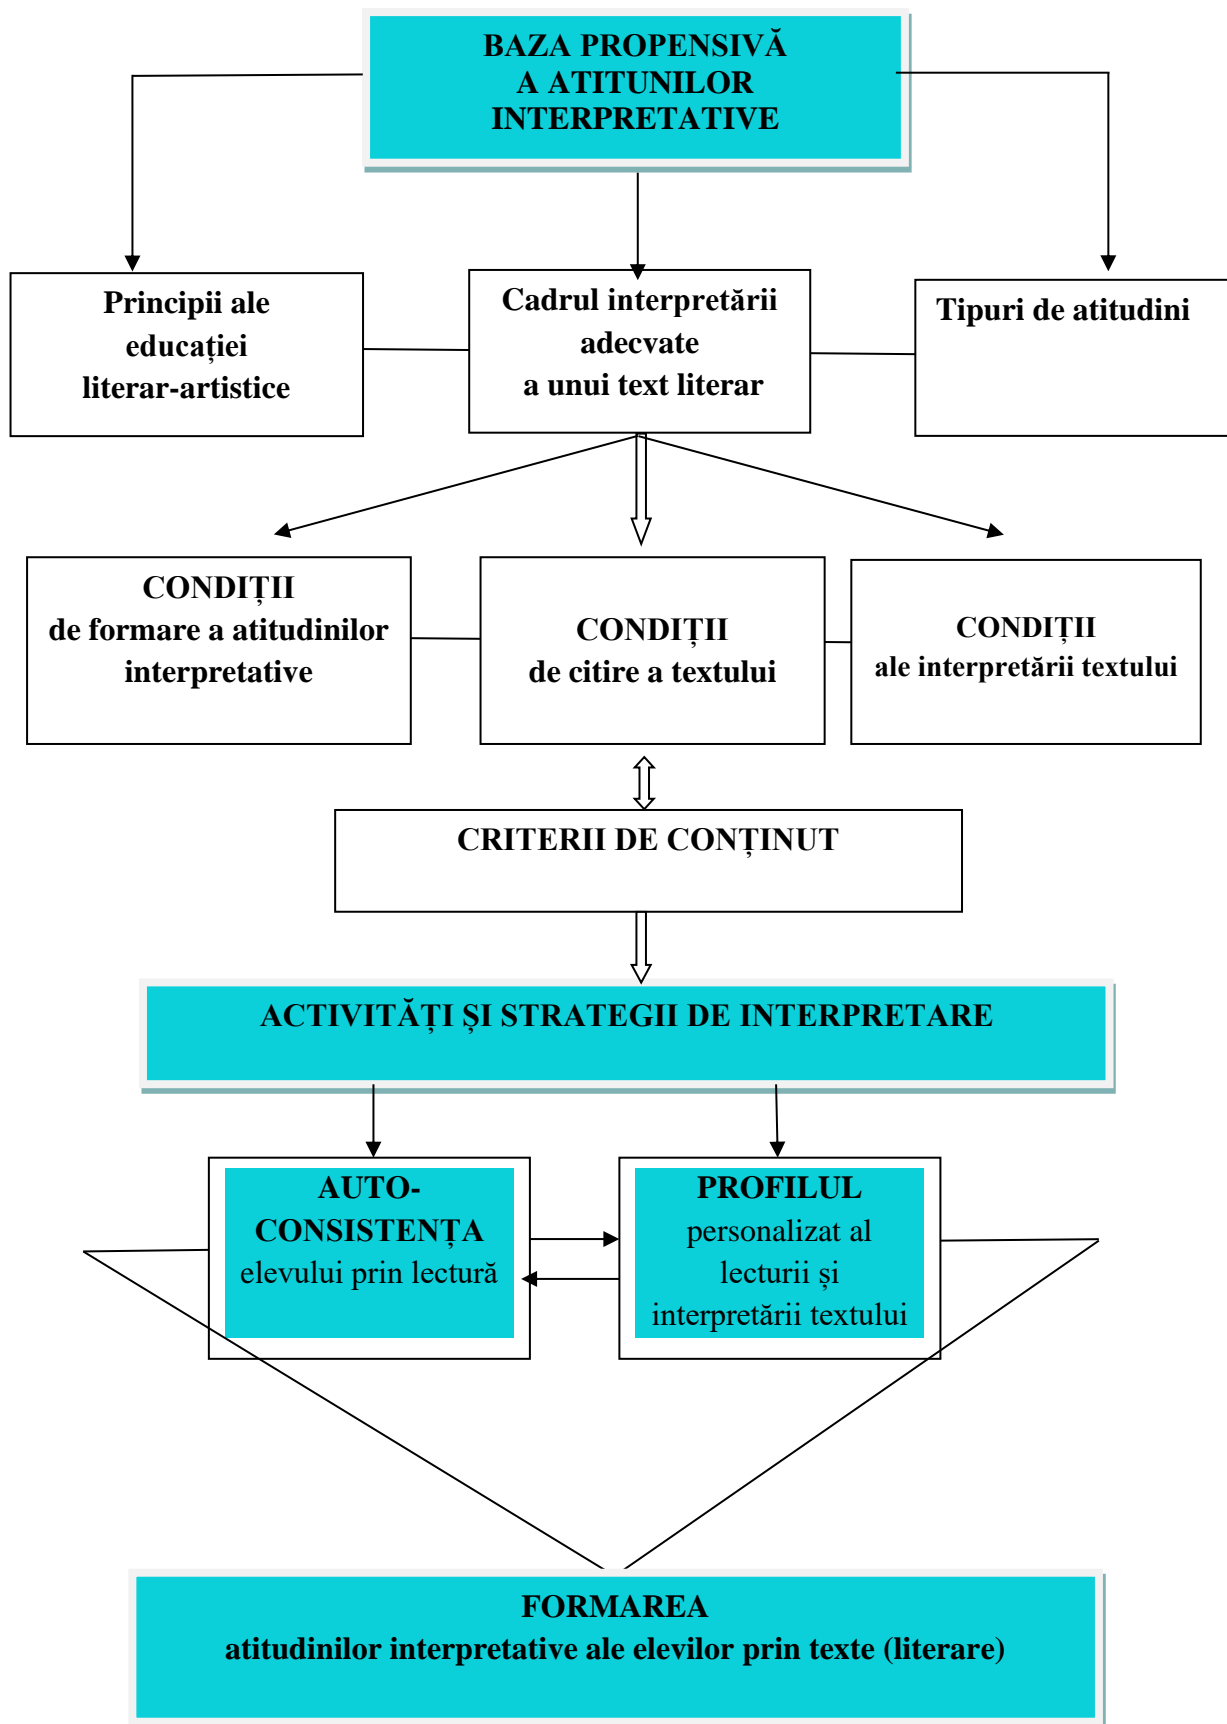 BAZA PROPENSIVĂ
A ATITUNILOR
INTERPRETATIVE
Principii ale
educației
literar-artistice
Cadrul interpretării
adecvate
a unui text literar
Tipuri de atitudini
CONDIȚII
de formare a atitudinilor
interpretative
CONDIȚII
de citire a textului
CONDIȚII
ale interpretării textului
CRITERII DE CONȚINUT
ACTIVITĂȚI ȘI STRATEGII DE INTERPRETARE
AUTO-
CONSISTENȚA
elevului prin lectură
PROFILUL
personalizat al
lecturii și
interpretării textului
FORMAREA
atitudinilor interpretative ale elevilor prin texte (literare)